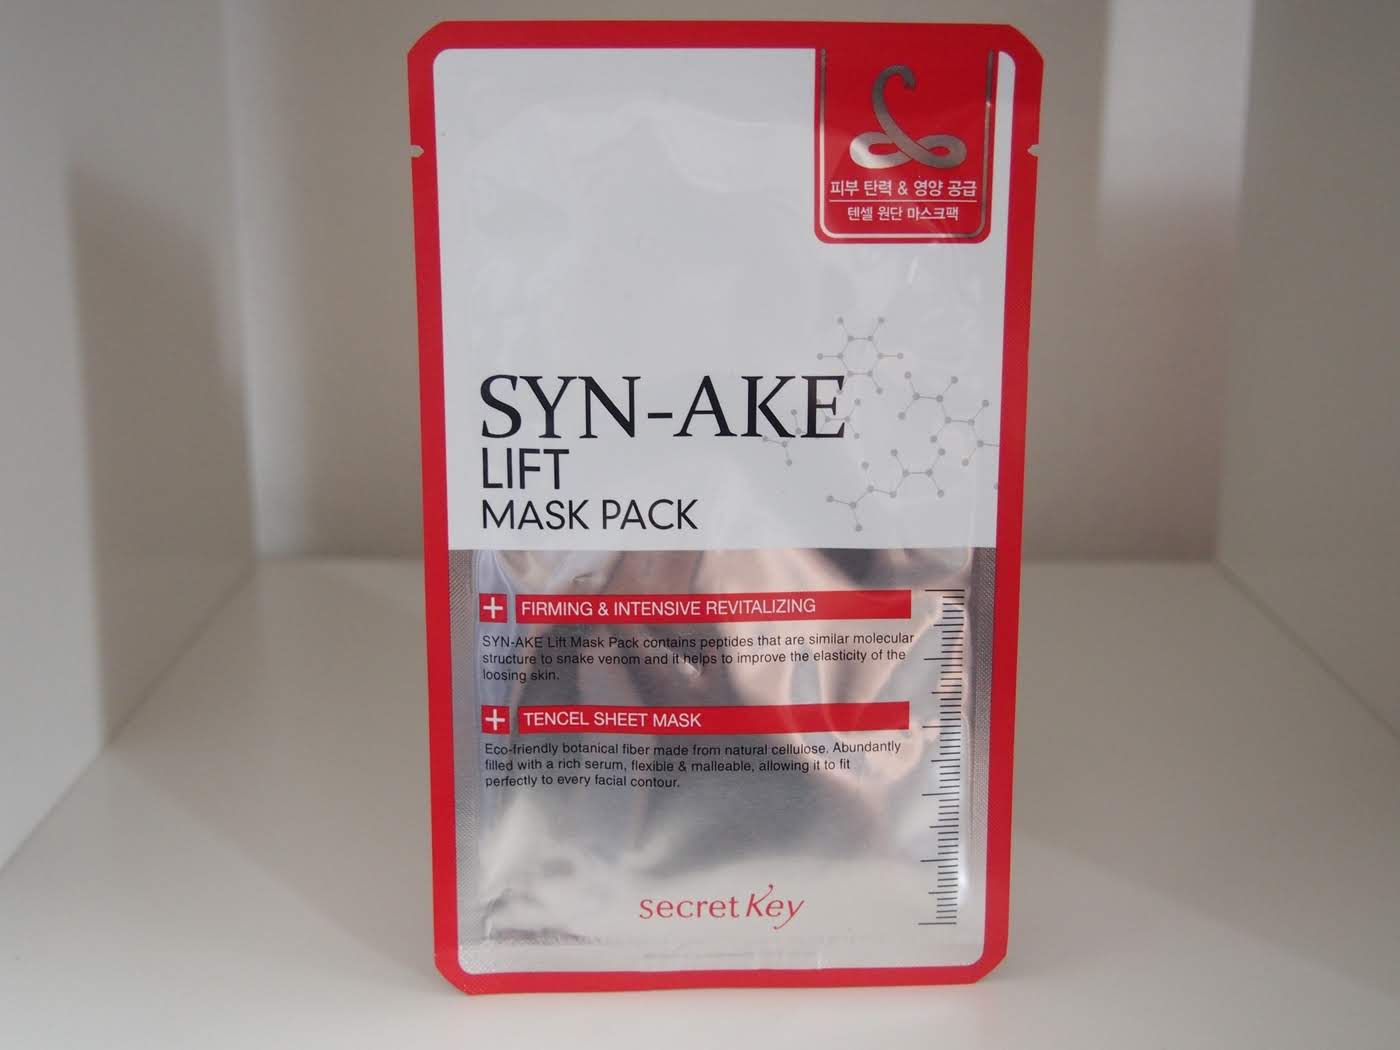 피부 탄력 & 영양 공급
텐셀 원단 마스크팩
SYN-AKE
LIFT
MASK PACK
FIRMING & INTENSIVE REVITALIZING
SYN-AKE Lift Mask Pack contains peptides that are similar molecular
structure to snake venom and it helps to improve the elasticity of the
loosing skin.
TENCEL SHEET MASK
Eco-friendly botanical fiber made from natural cellulose. Abundantly
filled with a rich serum, flexible & malleable, allowing it to fit
perfectly to every facial contour.
secret Key